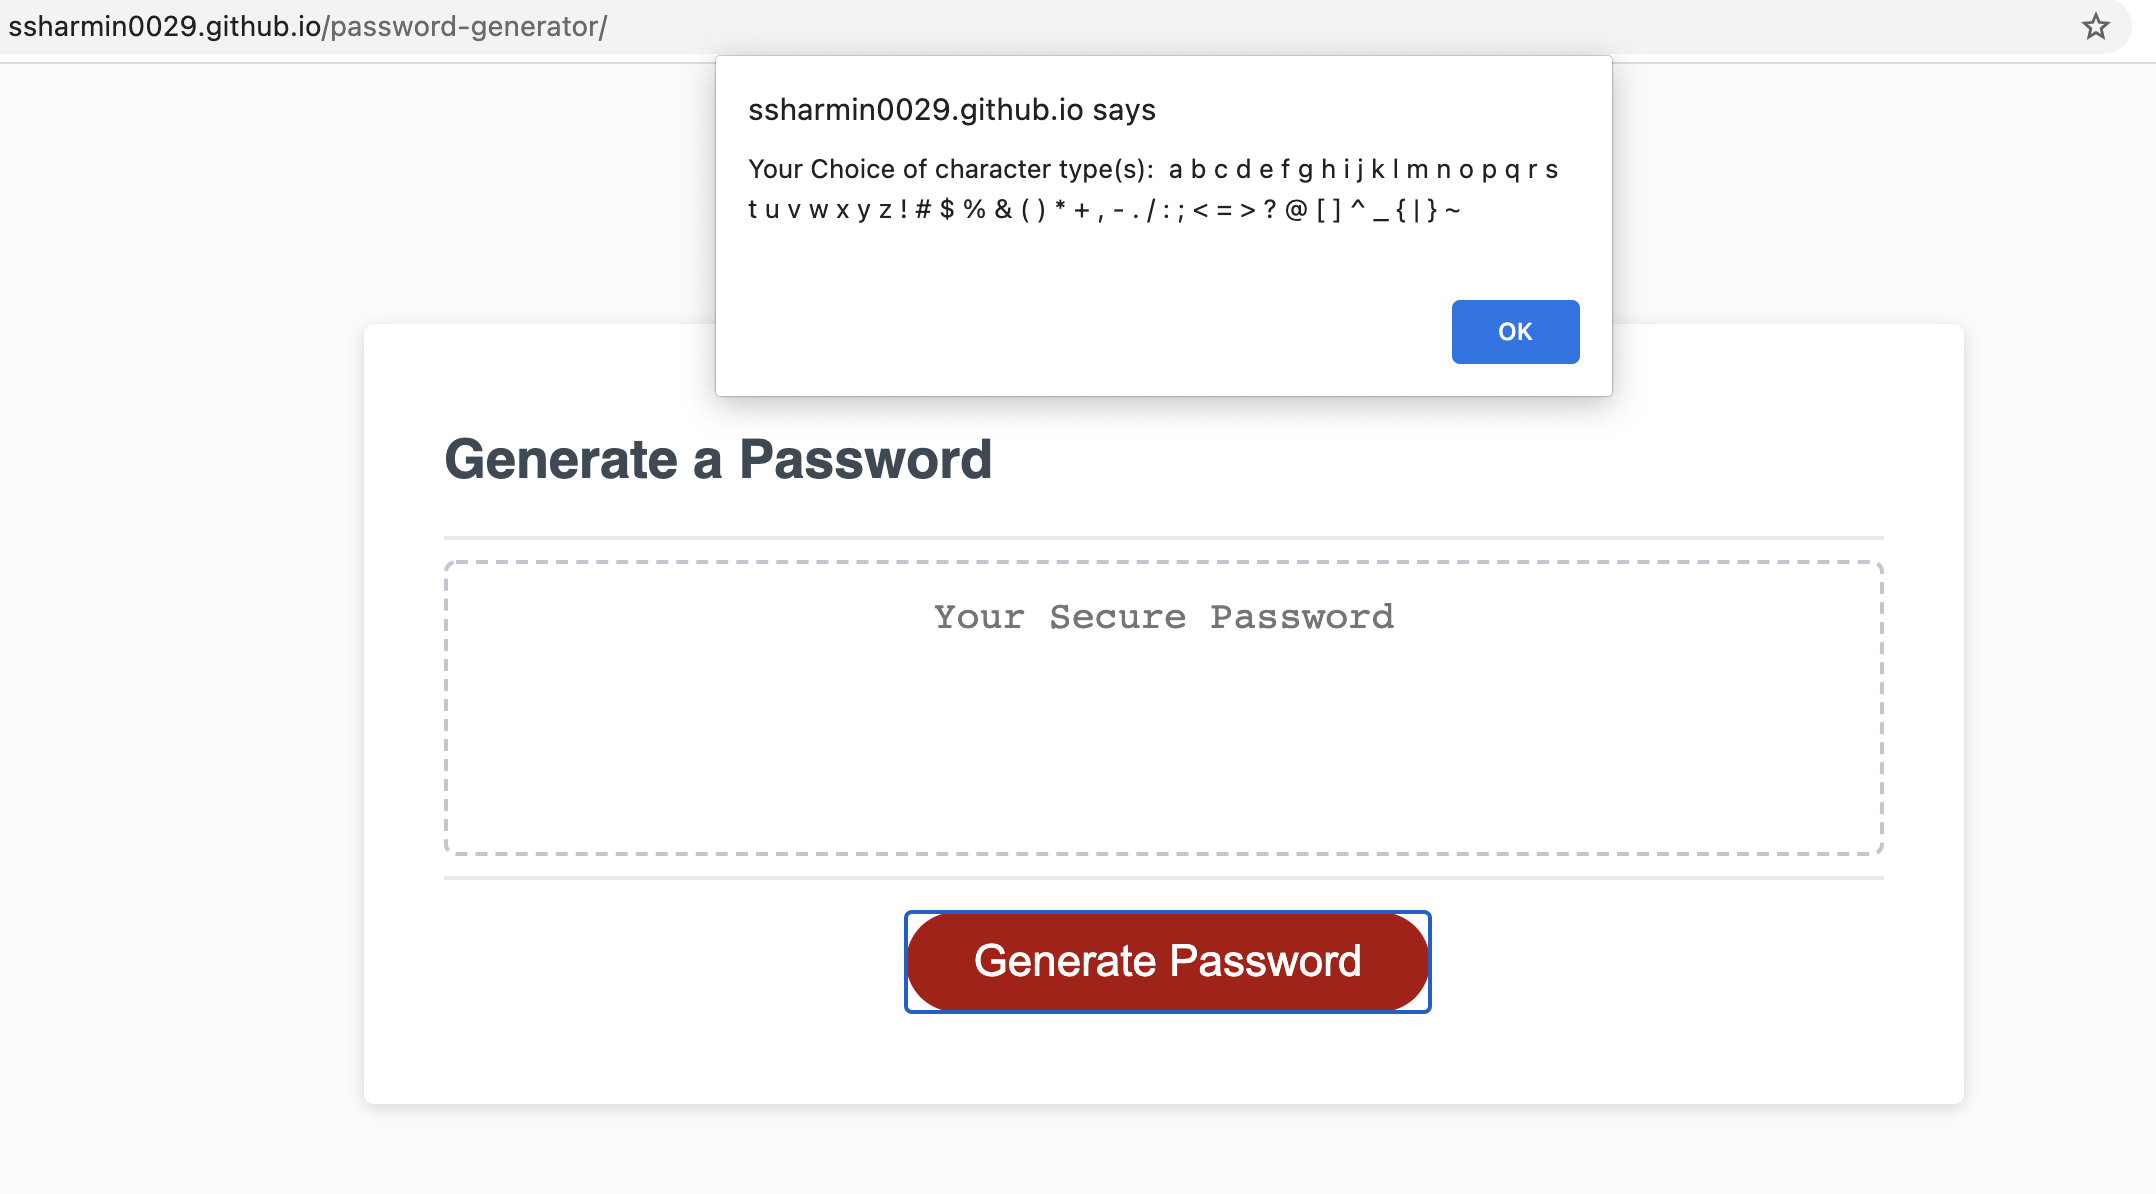 ssharmin0029.github.io/password-generator/
ssharmin0029.github.io says
Your Choice of character type(s):  a b c d e f g h i j k l m n o p q r s
t u v w x y z ! # $ % & ( ) * + , - . / : ; < = > ? @ [ ] ^ _ { | } ~
OK
Generate a Password
Your Secure Password
Generate Password